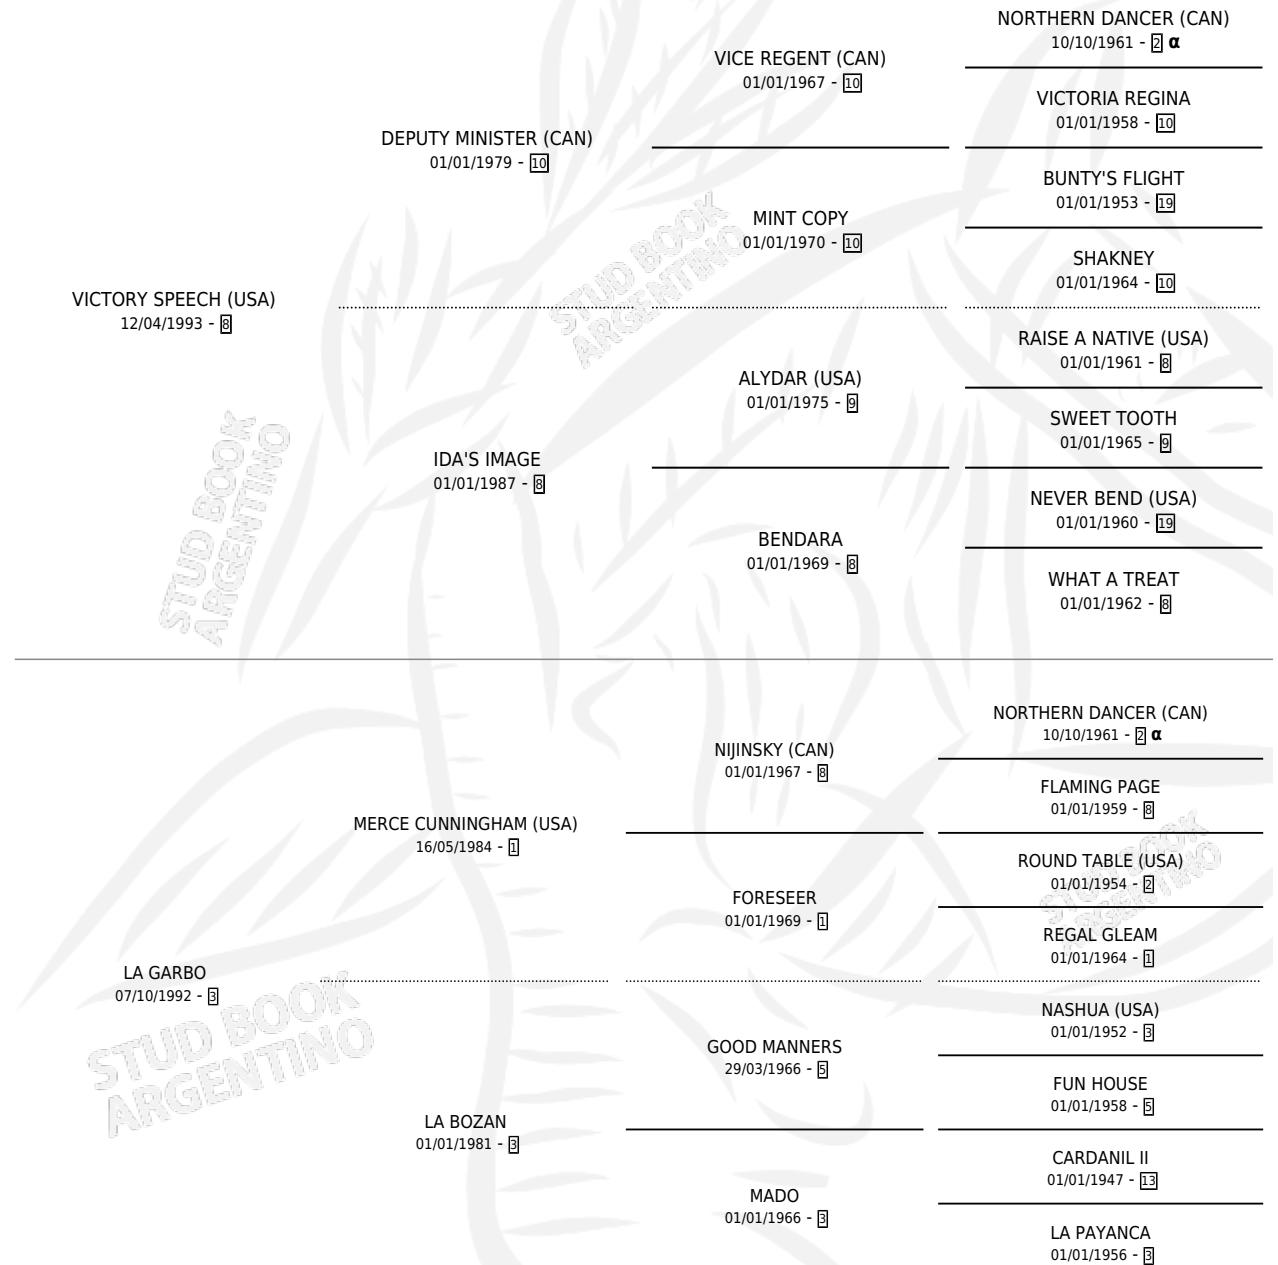 NORTHERN DANCER (CAN)
10/10/1961 - 2 α
VICE REGENT (CAN)
01/01/1967 - 10
VICTORIA REGINA
01/01/1958 - 10
DEPUTY MINISTER (CAN)
01/01/1979 - 10
BUNTY'S FLIGHT
01/01/1953 - 19
MINT COPY
01/01/1970 - 10
SHAKNEY
01/01/1964 - 10
VICTORY SPEECH (USA)
12/04/1993 - 8
RAISE A NATIVE (USA)
01/01/1961 - 8
ALYDAR (USA)
01/01/1975 - 9
SWEET TOOTH
01/01/1965 - 9
IDA'S IMAGE
01/01/1987 - 8
NEVER BEND (USA)
01/01/1960 - 19
BENDARA
01/01/1969 - 8
WHAT A TREAT
01/01/1962 - 8
NORTHERN DANCER (CAN)
10/10/1961 - 2 α
NIJINSKY (CAN)
01/01/1967 - 8
FLAMING PAGE
01/01/1959 - 8
MERCE CUNNINGHAM (USA)
16/05/1984 - 1
ROUND TABLE (USA)
01/01/1954 - 2
FORESEER
01/01/1969 - 1
REGAL GLEAM
01/01/1964 - 1
LA GARBO
07/10/1992 - 3
NASHUA (USA)
01/01/1952 - 3
GOOD MANNERS
29/03/1966 - 5
FUN HOUSE
01/01/1958 - 5
LA BOZAN
01/01/1981 - 3
CARDANIL II
01/01/1947 - 13
MADO
01/01/1966 - 3
LA PAYANCA
01/01/1956 - 3
STUD BOOK
ARGENTINO
STUD BOOK
ARGENTINO
STUD BOOK
ARGENTINO
STUD BOOK
ARGENTINO